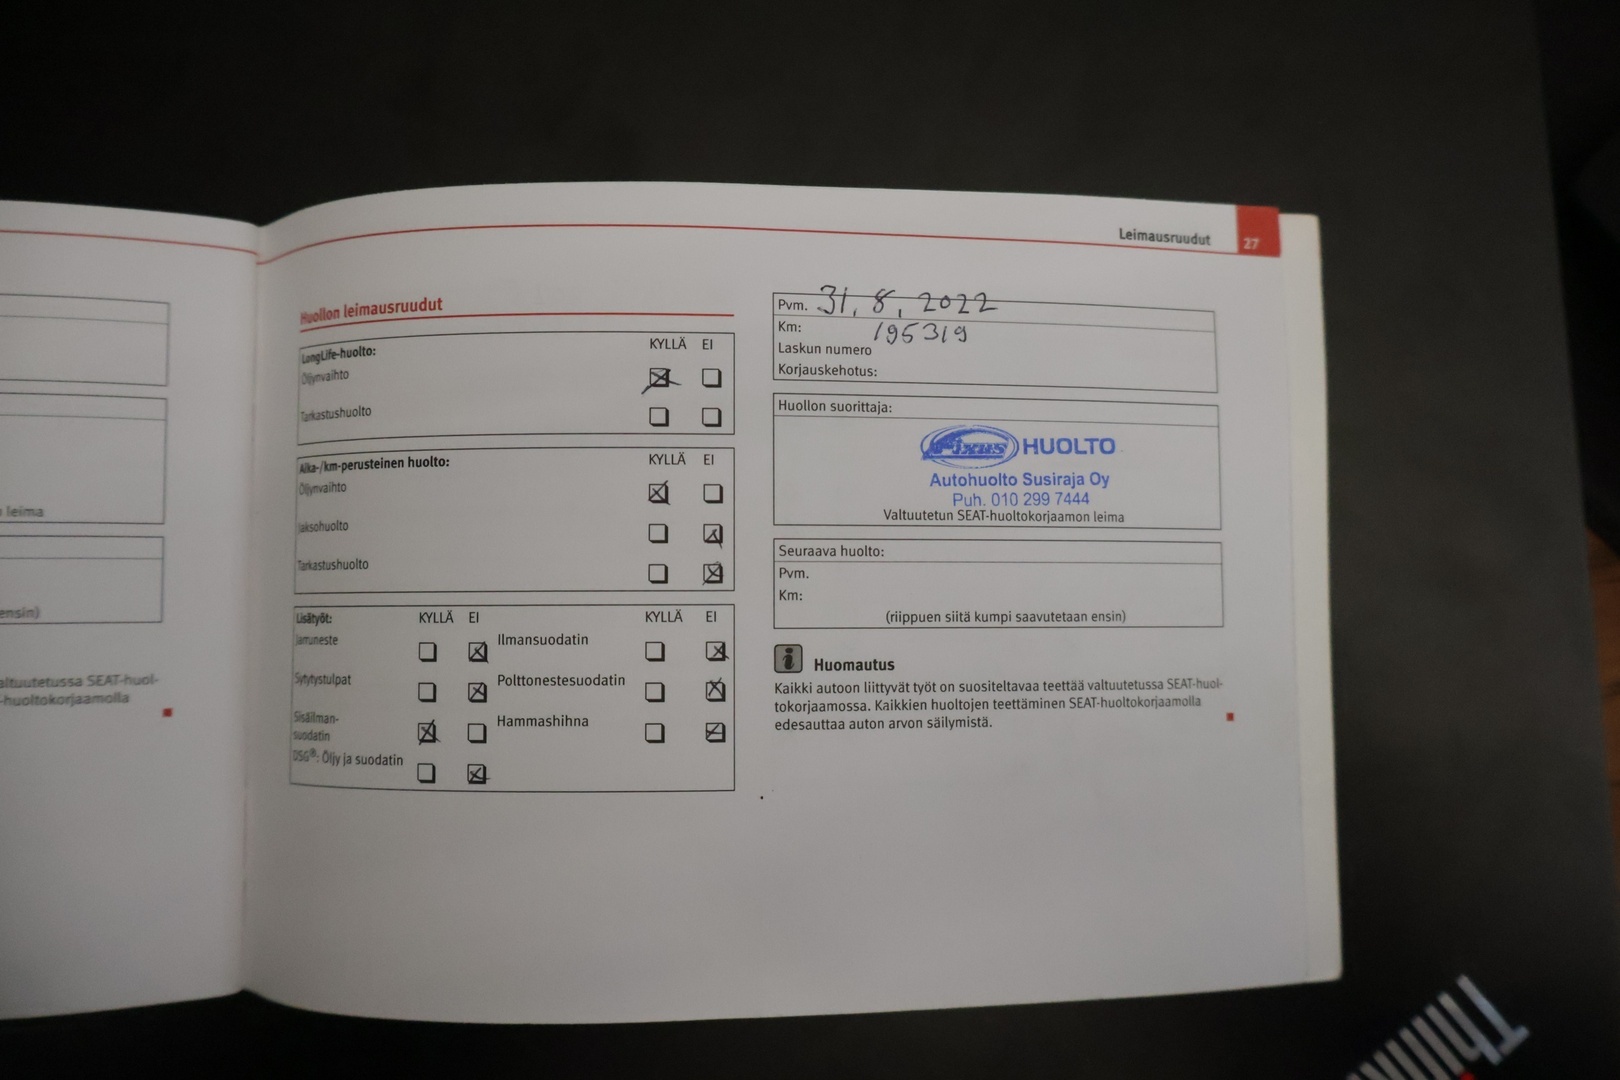 leima
ensin)
altuutetussa SEAT-huol-
-huoltokorjaamolla
Leimausruudut 27
Huollon leimausruudut
LongLife-huolto: KYLLÄ EI
Öljynvaihto
Tarkastushuolto
Aika-/km-perusteinen huolto: KYLLÄ EI
Öljynvaihto
Jaksohuolto
Tarkastushuolto
Lisätyöt: KYLLÄ EI KYLLÄ EI
Jarruneste Ilmansuodatin
Sytytystulpat Polttonestesuodatin
Sisäilman-
suodatin Hammashihna
DSG®: Öljy ja suodatin
Pvm. 31.8.2022
Km: 195319
Laskun numero
Korjauskehotus:
Huollon suorittaja:
Fixus HUOLTO
Autohuolto Susiraja Oy
Puh. 010 299 7444
Valtuutetun SEAT-huoltokorjaamon leima
Seuraava huolto:
Pvm.
Km:
(riippuen siitä kumpi saavutetaan ensin)
Huomautus
Kaikki autoon liittyvät työt on suositeltavaa teettää valtuutetussa SEAT-huol-
tokorjaamossa. Kaikkien huoltojen teettäminen SEAT-huoltokorjaamolla
edesauttaa auton arvon säilymistä.